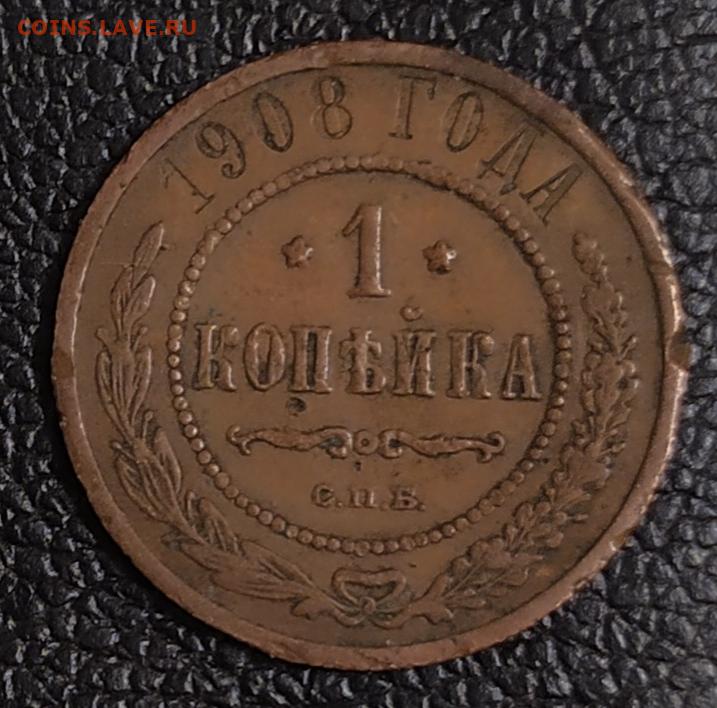 COINS.LAVE.RU
1908 ГОДА
* 1 *
КОПѢЙКА
С.П.Б.